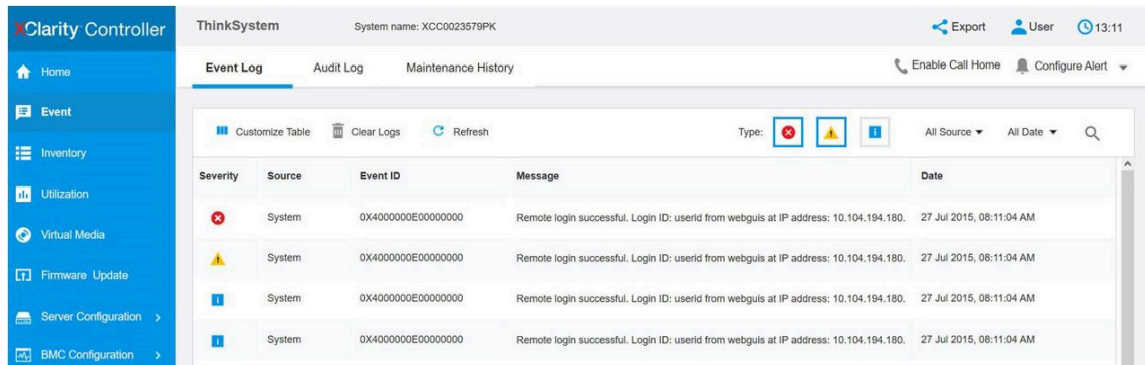 XClarity Controller
ThinkSystem
System name: XCC0023579PK
Export
User
13:11
Home
Event
Inventory
Utilization
Virtual Media
Firmware Update
Server Configuration
BMC Configuration
Event Log
Audit Log
Maintenance History
Enable Call Home
Configure Alert
Customize Table
Clear Logs
Refresh
Type:
All Source
All Date
Severity Source Event ID Message Date
System 0X4000000E00000000 Remote login successful. Login ID: userid from webguis at IP address: 10.104.194.180. 27 Jul 2015, 08:11:04 AM
System 0X4000000E00000000 Remote login successful. Login ID: userid from webguis at IP address: 10.104.194.180. 27 Jul 2015, 08:11:04 AM
System 0X4000000E00000000 Remote login successful. Login ID: userid from webguis at IP address: 10.104.194.180. 27 Jul 2015, 08:11:04 AM
System 0X4000000E00000000 Remote login successful. Login ID: userid from webguis at IP address: 10.104.194.180. 27 Jul 2015, 08:11:04 AM